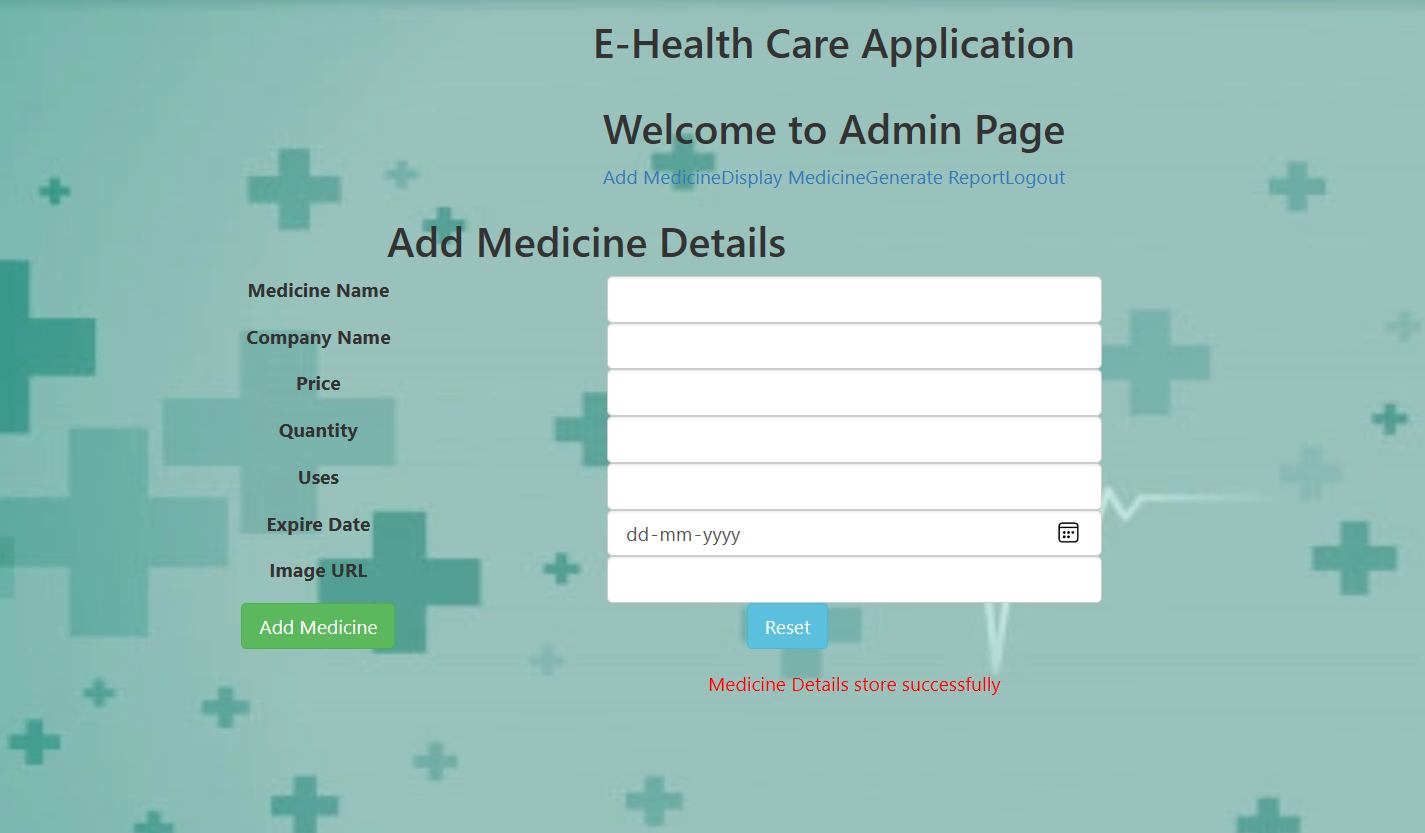 E-Health Care Application
Welcome to Admin Page
Add MedicineDisplay MedicineGenerate ReportLogout
Add Medicine Details
Medicine Name
Company Name
Price
Quantity
Uses
Expire Date dd-mm-yyyy
Image URL
Add Medicine Reset
Medicine Details store successfully